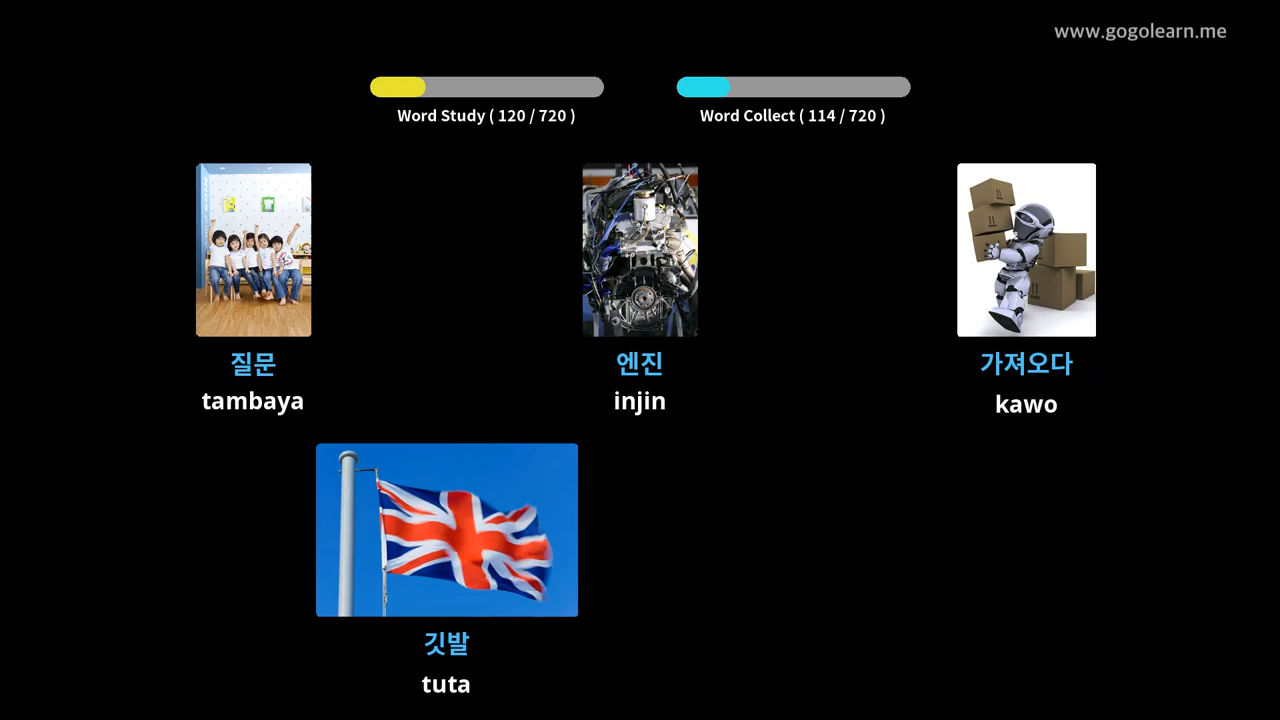 www.gogolearn.me
Word Study ( 120 / 720 )
Word Collect ( 114 / 720 )
질문
tambaya
엔진
injin
가져오다
kawo
깃발
tuta